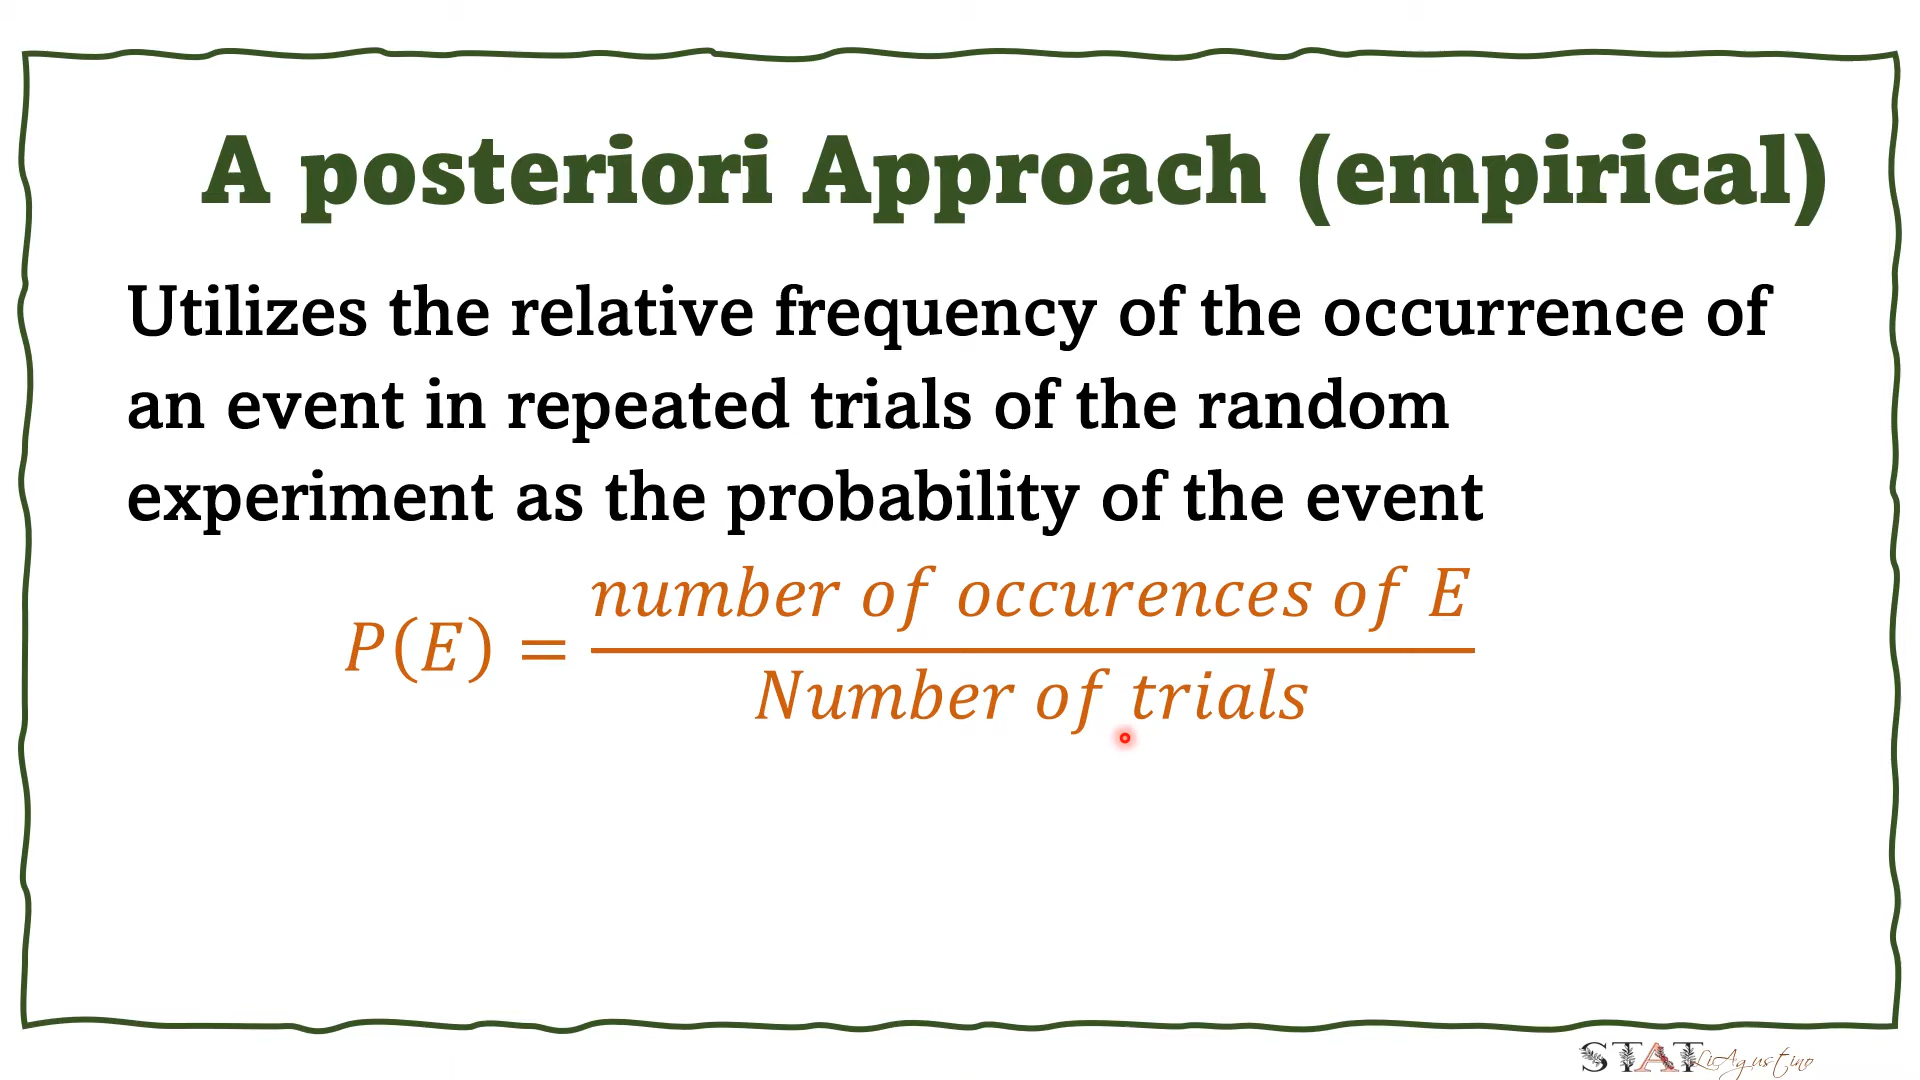 A posteriori Approach (empirical)
Utilizes the relative frequency of the occurrence of
an event in repeated trials of the random
experiment as the probability of the event
number of occurences of E
P(E) =
Number of trials
STAT LiAgustino